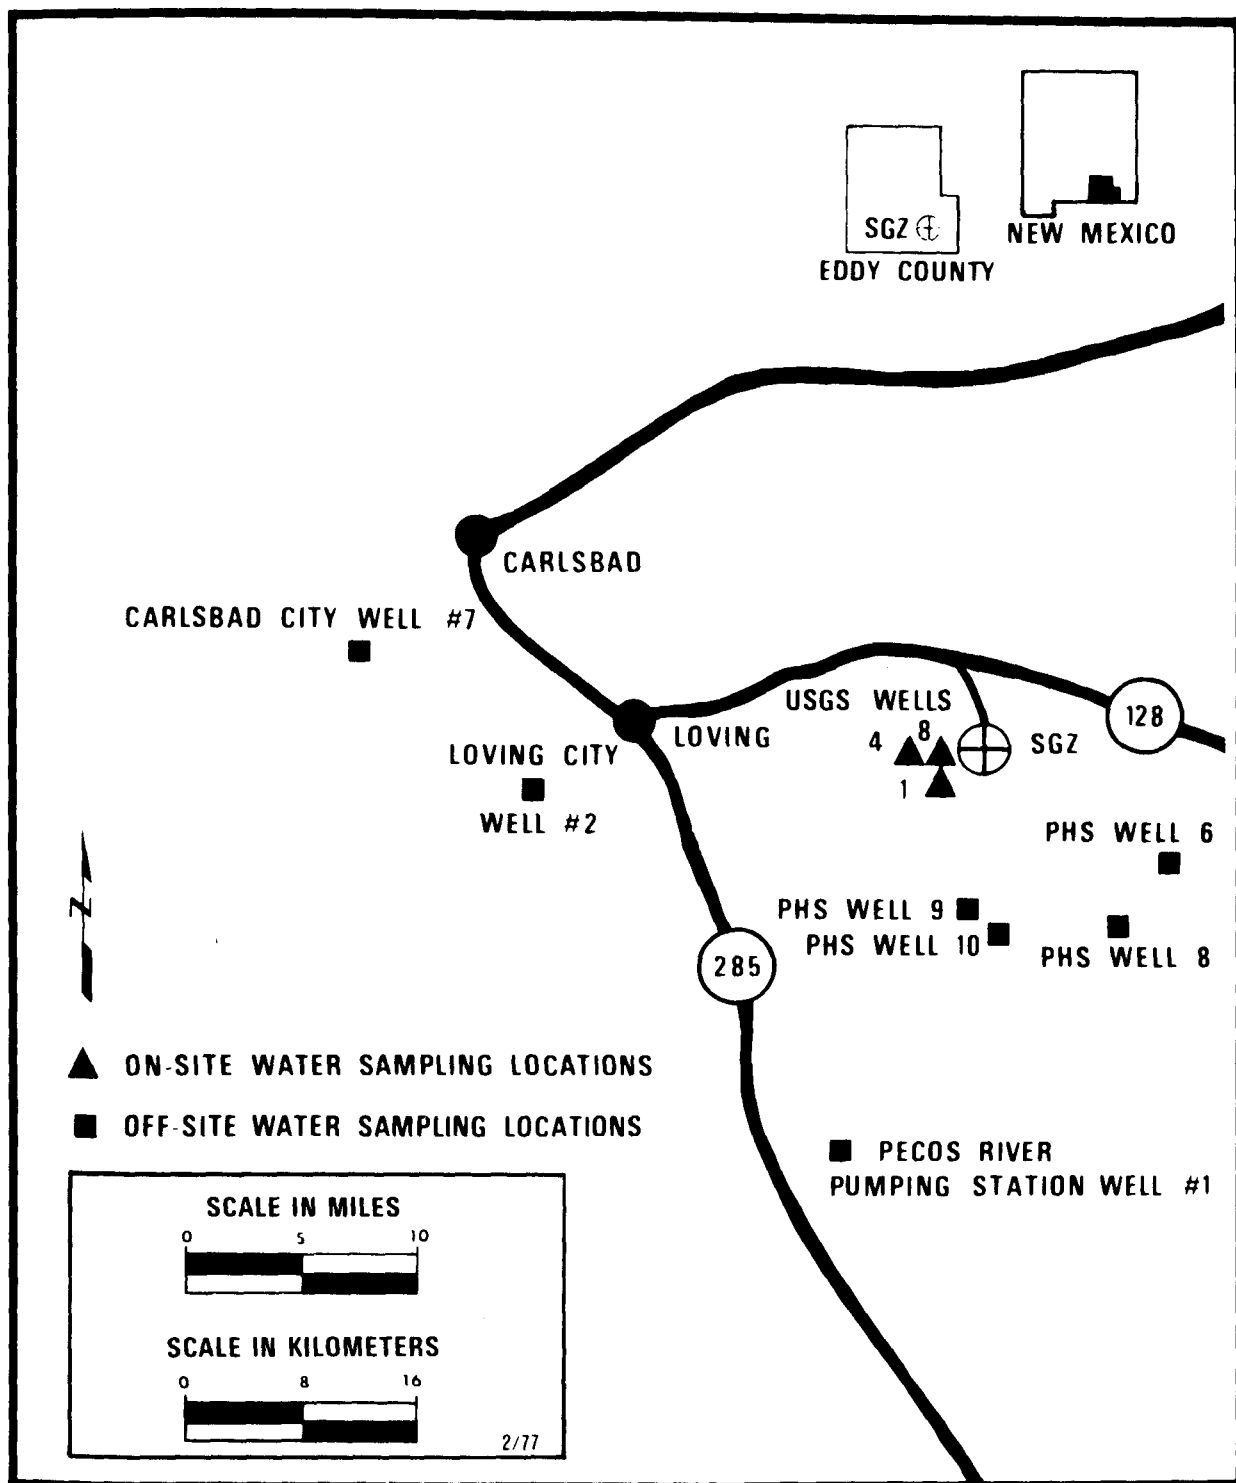 SGZ
EDDY COUNTY
NEW MEXICO
CARLSBAD
CARLSBAD CITY WELL #7
USGS WELLS
4 8
1
SGZ
128
LOVING
LOVING CITY
WELL #2
PHS WELL 6
PHS WELL 9
PHS WELL 10
PHS WELL 8
285
N
ON-SITE WATER SAMPLING LOCATIONS
OFF-SITE WATER SAMPLING LOCATIONS
PECOS RIVER
PUMPING STATION WELL #1
SCALE IN MILES
0 5 10
SCALE IN KILOMETERS
0 8 16
2/77